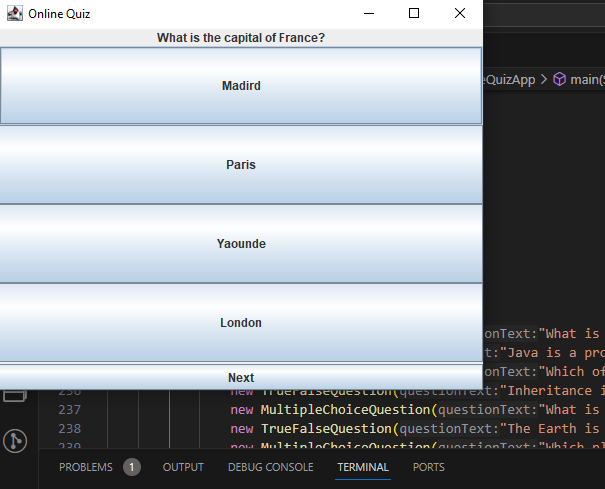 Online Quiz
What is the capital of France?
Madird
Paris
Yaounde
London
Next
eQuizApp > main(S
onText:"What is
t:"Java is a pro
onText:"Which of
236 new TrueFalseQuestion(questionText:"Inheritance i
237 new MultipleChoiceQuestion(questionText:"What is
238 new TrueFalseQuestion(questionText:"The Earth is
239 new MultipleChoiceQuestion(questionText:"Which pl
PROBLEMS 1 OUTPUT DEBUG CONSOLE TERMINAL PORTS